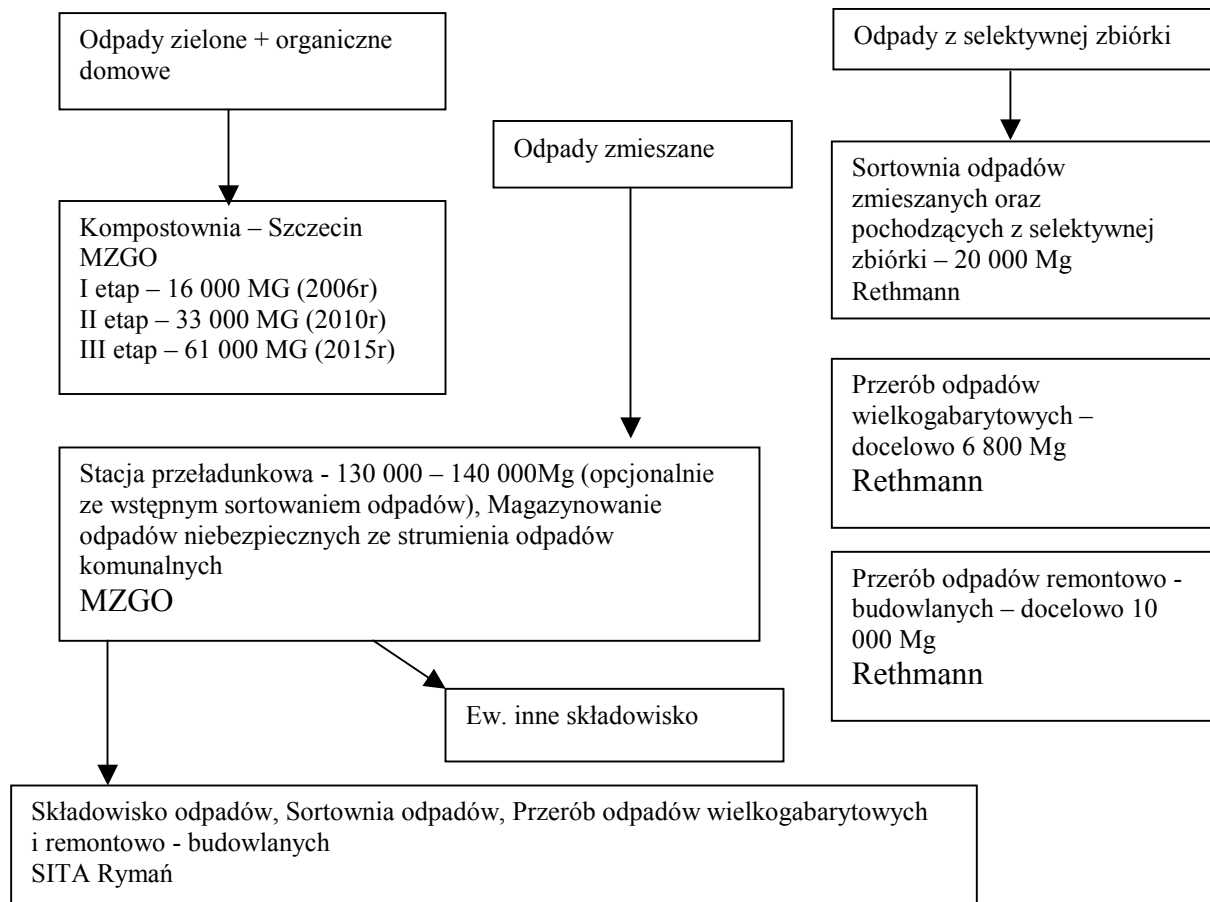 Odpady zielone + organiczne
domowe
Odpady z selektywnej zbiórki
Odpady zmieszane
Kompostownia – Szczecin
MZGO
I etap – 16 000 MG (2006r)
II etap – 33 000 MG (2010r)
III etap – 61 000 MG (2015r)
Sortownia odpadów
zmieszanych oraz
pochodzących z selektywnej
zbiórki – 20 000 Mg
Rethmann
Przerób odpadów
wielkogabarytowych –
docelowo 6 800 Mg
Rethmann
Stacja przeładunkowa - 130 000 – 140 000Mg (opcjonalnie
ze wstępnym sortowaniem odpadów), Magazynowanie
odpadów niebezpiecznych ze strumienia odpadów
komunalnych
MZGO
Przerób odpadów remontowo -
budowlanych – docelowo 10
000 Mg
Rethmann
Ew. inne składowisko
Składowisko odpadów, Sortownia odpadów, Przerób odpadów wielkogabarytowych
i remontowo - budowlanych
SITA Rymań